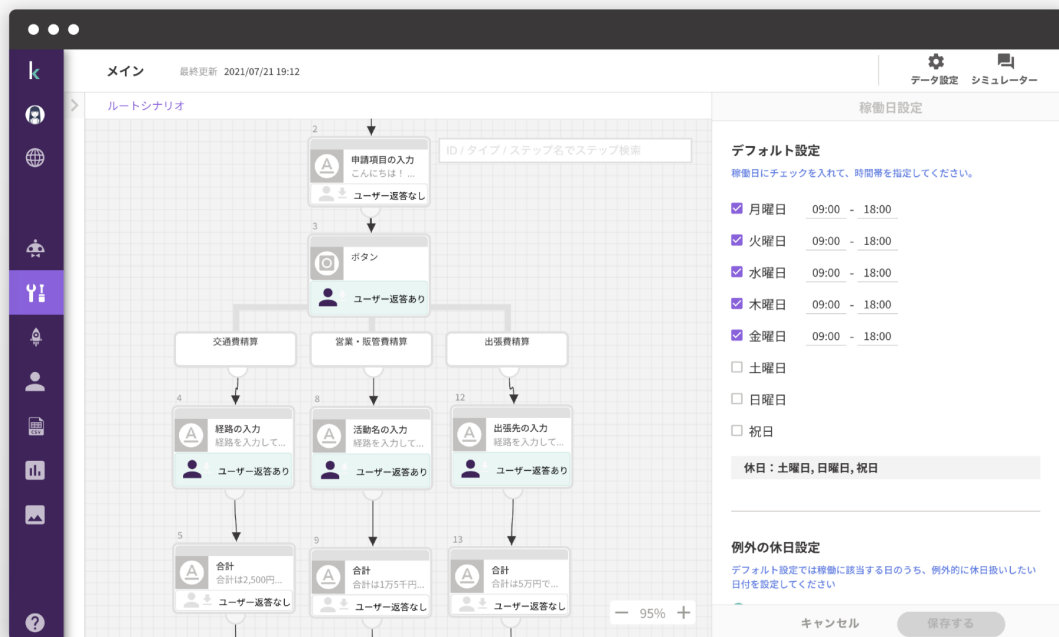 k
メイン
最終更新 2021/07/21 19:12
データ設定
シミュレーター
ルートシナリオ
稼働日設定
2
申請項目の入力
こんにちは！ ...
ユーザー返答なし
ID / タイプ / ステップ名でステップ検索
3
ボタン
ユーザー返答あり
交通費精算
営業・販管費精算
出張費精算
4
経路の入力
経路を入力して...
ユーザー返答あり
8
活動名の入力
経路を入力して...
ユーザー返答あり
12
出張先の入力
経路を入力して...
ユーザー返答あり
5
合計
合計は2,500円...
ユーザー返答なし
9
合計
合計は1万5千円...
ユーザー返答なし
13
合計
合計は5万円で...
ユーザー返答なし
95%
デフォルト設定
稼働日にチェックを入れて、時間帯を指定してください。
月曜日 09:00 - 18:00
火曜日 09:00 - 18:00
水曜日 09:00 - 18:00
木曜日 09:00 - 18:00
金曜日 09:00 - 18:00
土曜日
日曜日
祝日
休日：土曜日, 日曜日, 祝日
例外の休日設定
デフォルト設定では稼働に該当する日のうち、例外的に休日扱いしたい
日付を設定してください
キャンセル
保存する
CSV